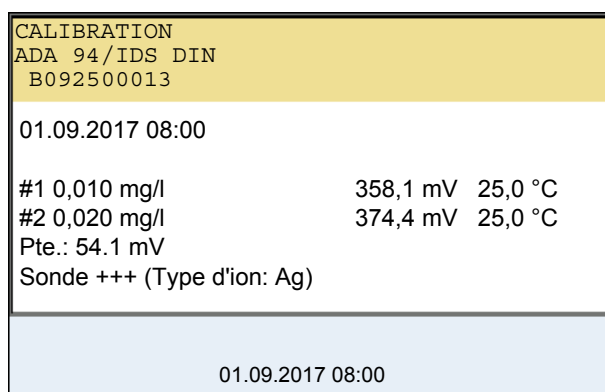 CALIBRATION
ADA 94/IDS DIN
B092500013
01.09.2017 08:00
#1 0,010 mg/l 358,1 mV 25,0 °C
#2 0,020 mg/l 374,4 mV 25,0 °C
Pte.: 54.1 mV
Sonde +++ (Type d'ion: Ag)
01.09.2017 08:00